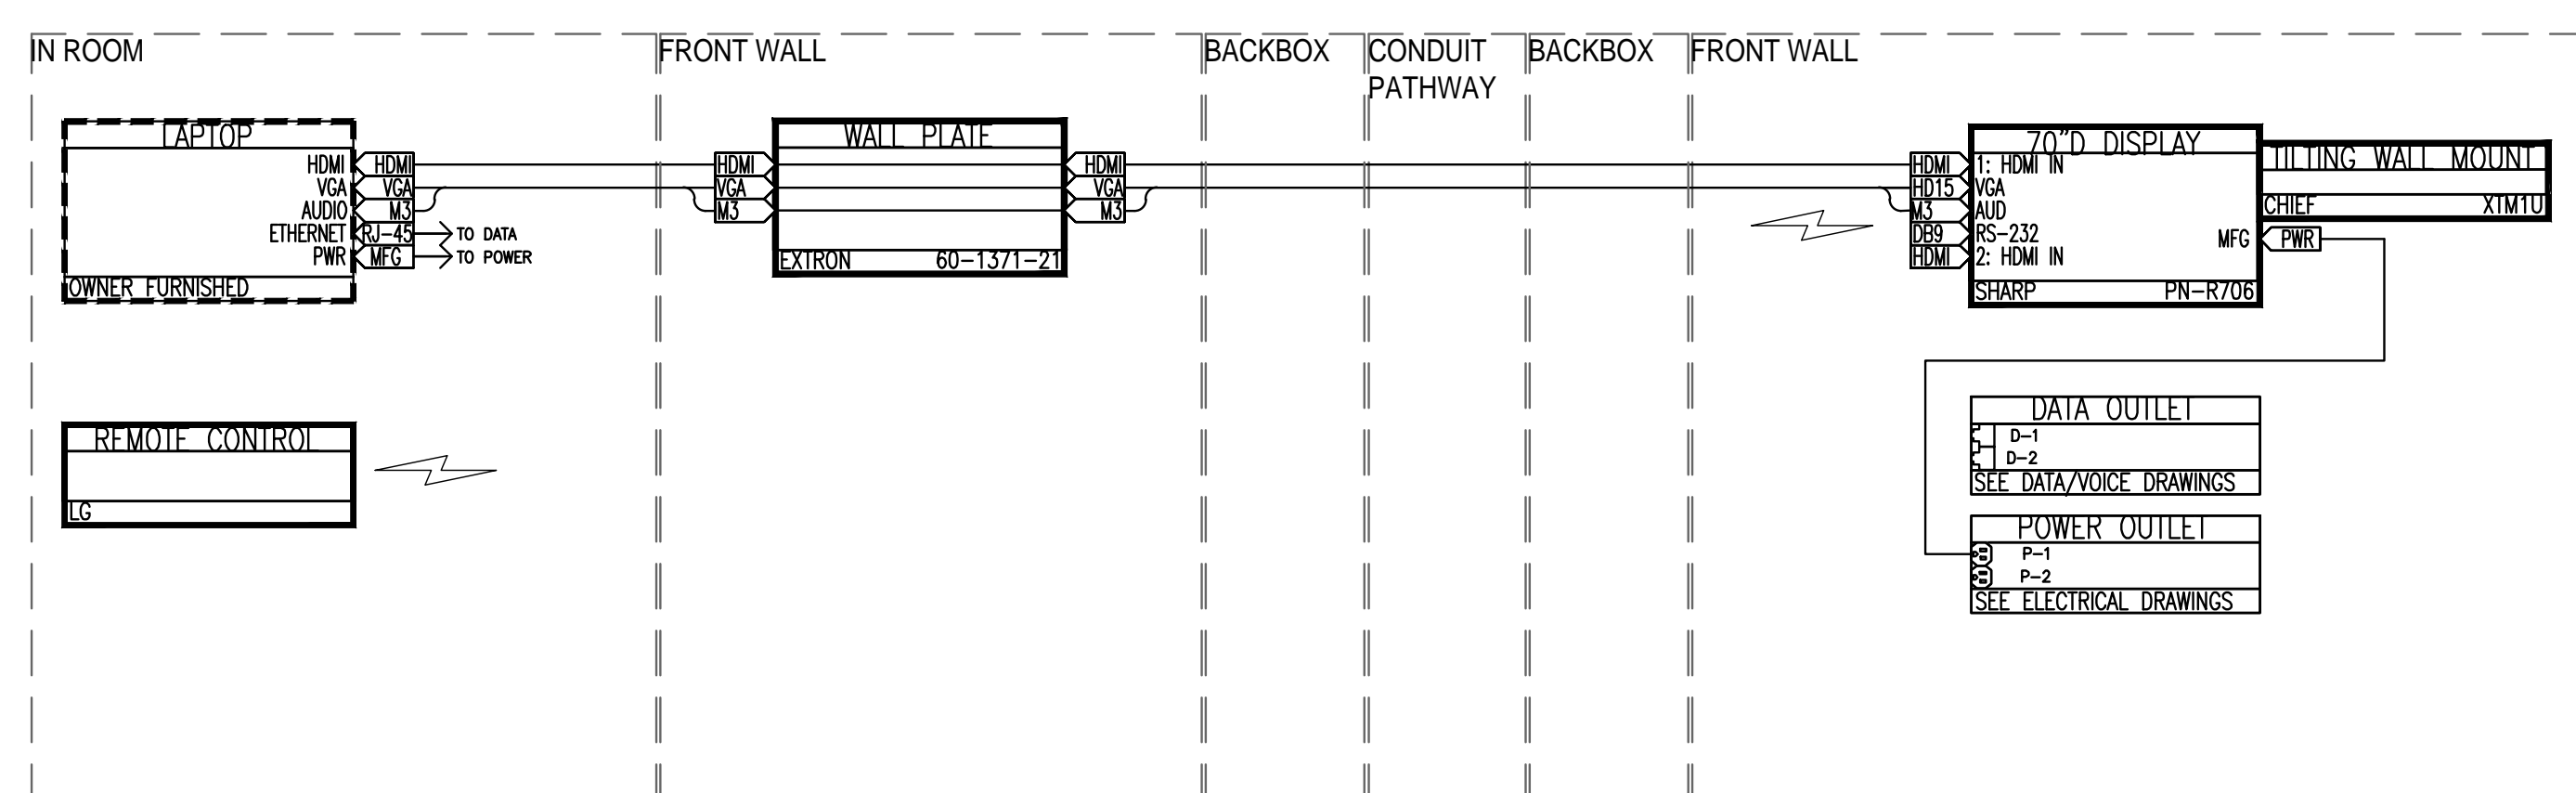 IN ROOM
FRONT WALL
BACKBOX
CONDUIT
PATHWAY
BACKBOX
FRONT WALL
LAPTOP
HDMI HDMI
VGA VGA
AUDIO M3
ETHERNET RJ-45 TO DATA
PWR MFG TO POWER
OWNER FURNISHED
REMOTE CONTROL
LG
WALL PLATE
HDMI HDMI
VGA VGA
M3 M3
EXTRON 60-1371-21
70"D DISPLAY
HDMI 1: HDMI IN
HD15 VGA
M3 AUD
DB9 RS-232
HDMI 2: HDMI IN
MFG PWR
SHARP PN-R706
TILTING WALL MOUNT
CHIEF XTM1U
DATA OUTLET
D-1
D-2
SEE DATA/VOICE DRAWINGS
POWER OUTLET
P-1
P-2
SEE ELECTRICAL DRAWINGS